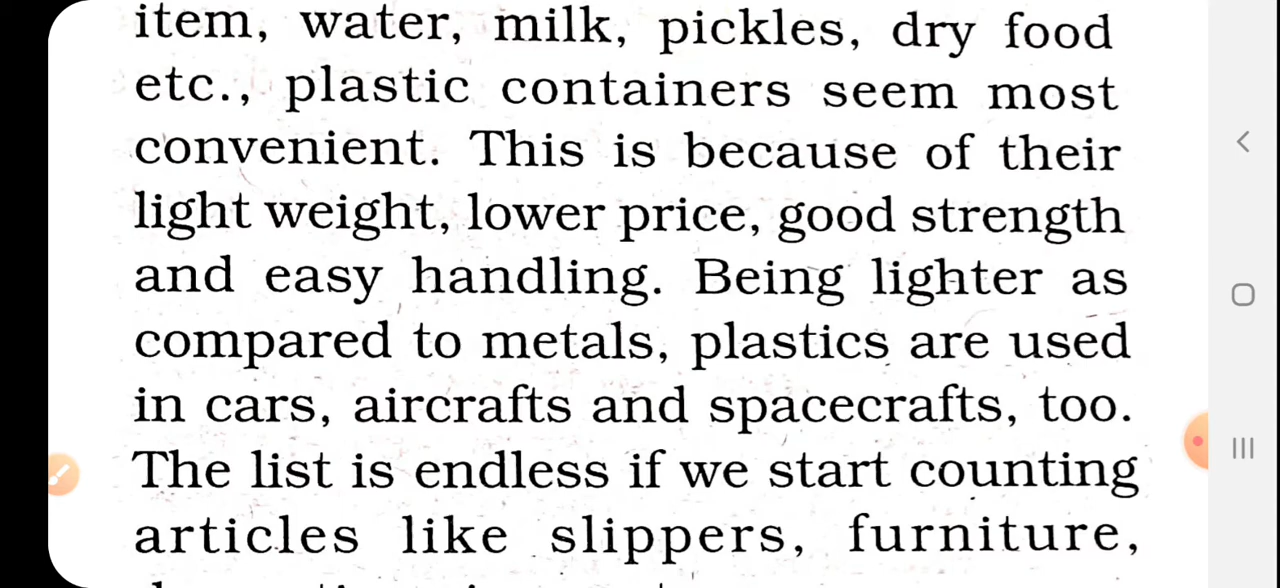 item, water, milk, pickles, dry food
etc., plastic containers seem most
convenient. This is because of their
light weight, lower price, good strength
and easy handling. Being lighter as
compared to metals, plastics are used
in cars, aircrafts and spacecrafts, too.
The list is endless if we start counting
articles like slippers, furniture,